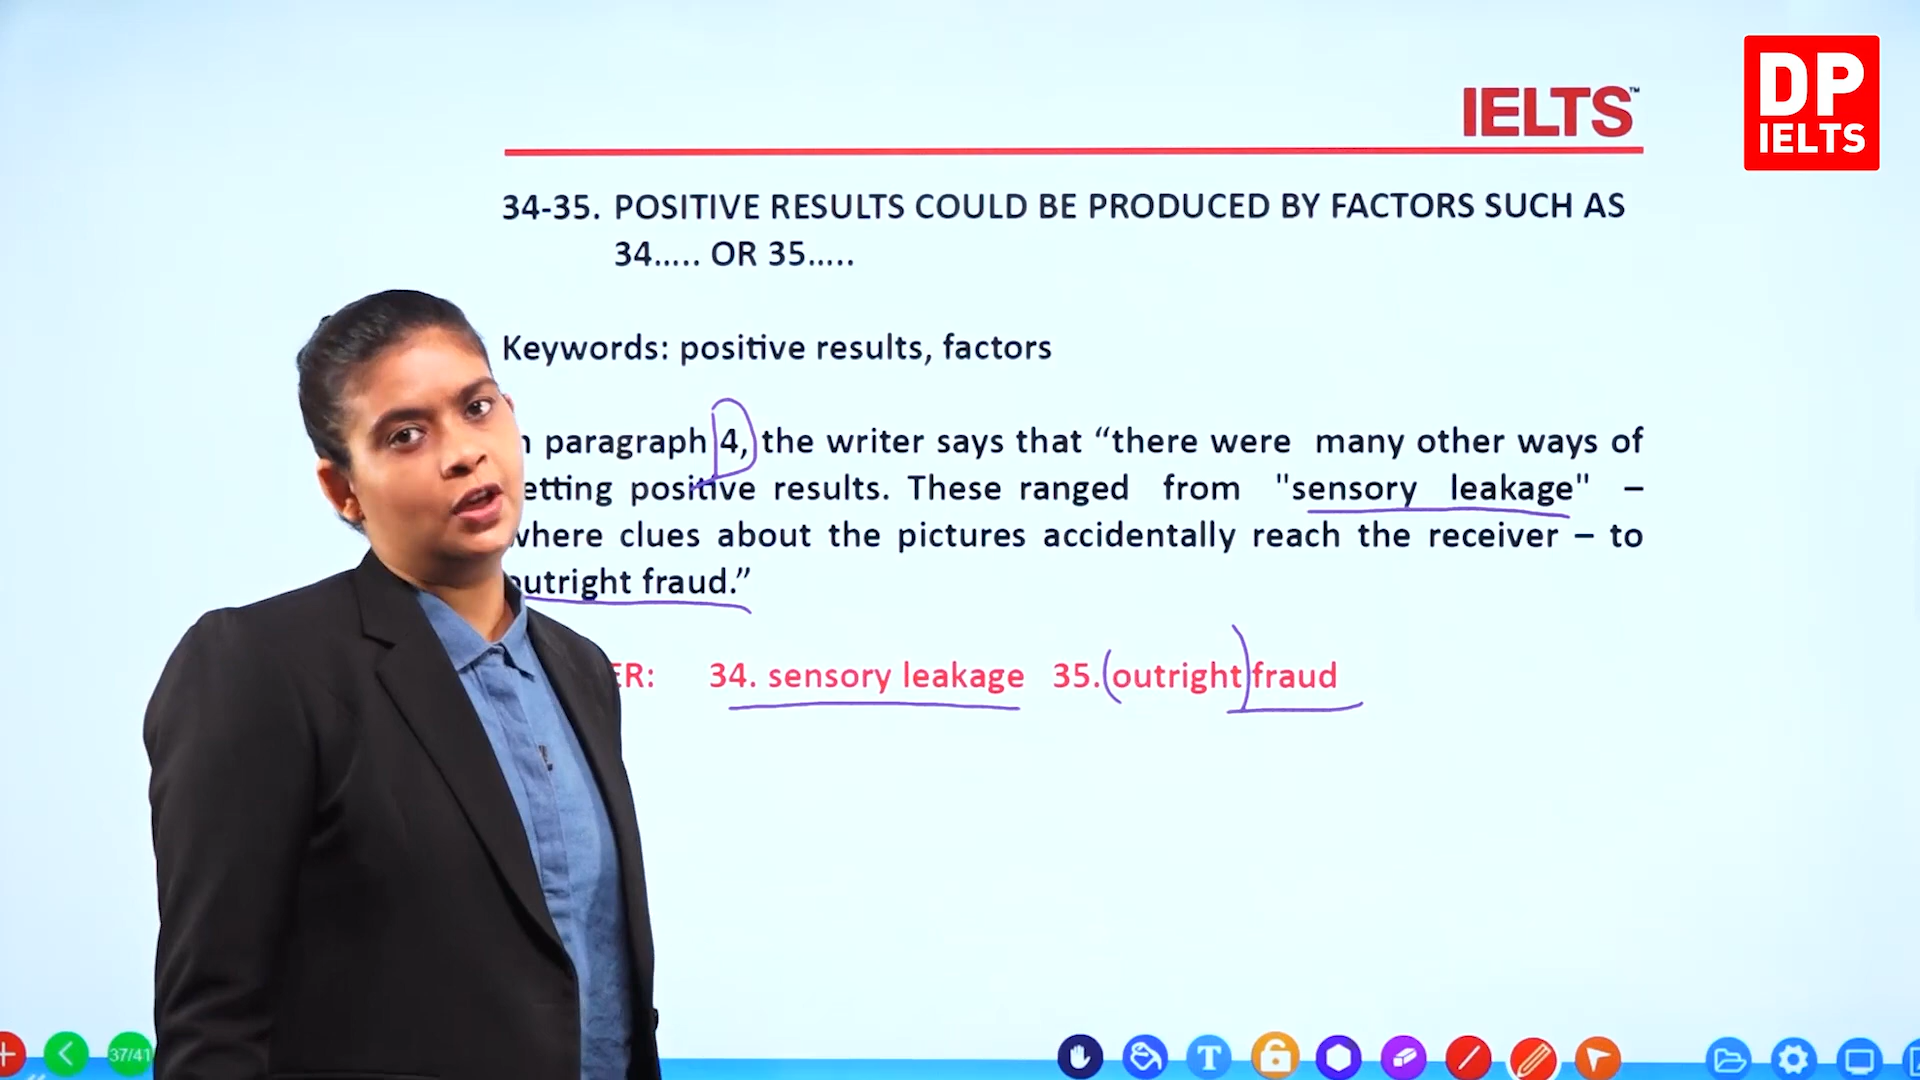 DP
IELTS
IELTS™
34-35. POSITIVE RESULTS COULD BE PRODUCED BY FACTORS SUCH AS
34..... OR 35.....
Keywords: positive results, factors
paragraph 4, the writer says that “there were many other ways of
etting positive results. These ranged from "sensory leakage" –
where clues about the pictures accidentally reach the receiver – to
outright fraud.”
ER: 34. sensory leakage 35. (outright) fraud
37/41
T